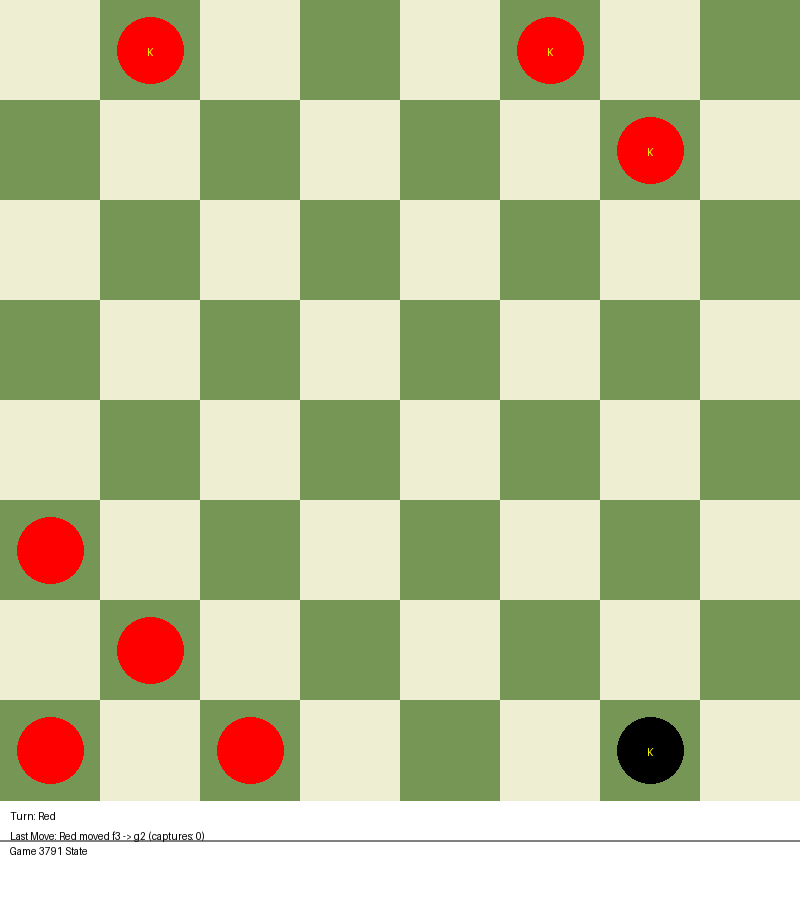 K K
K
K
Turn: Red
Last Move: Red moved f3 -> g2 (captures: 0)
Game 3791 State